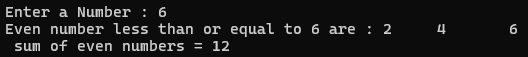 Enter a Number : 6
Even number less than or equal to 6 are : 2     4       6
 sum of even numbers = 12